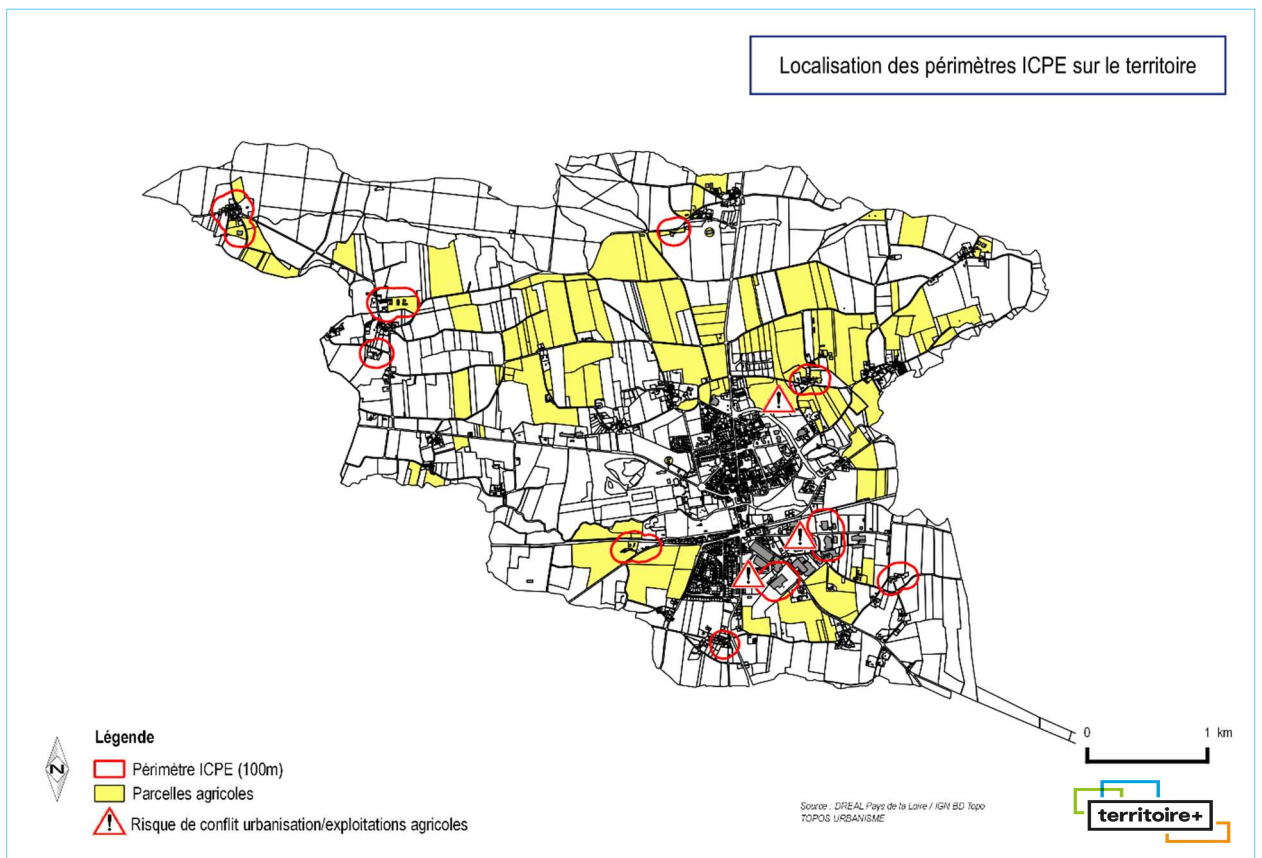 Localisation des périmètres ICPE sur le territoire
Légende
Périmètre ICPE (100m)
Parcelles agricoles
Risque de conflit urbanisation/exploitations agricoles
N
0 1 km
Source : DREAL Pays de la Loire / IGN BD Topo
TOPOS URBANISME
territoire+